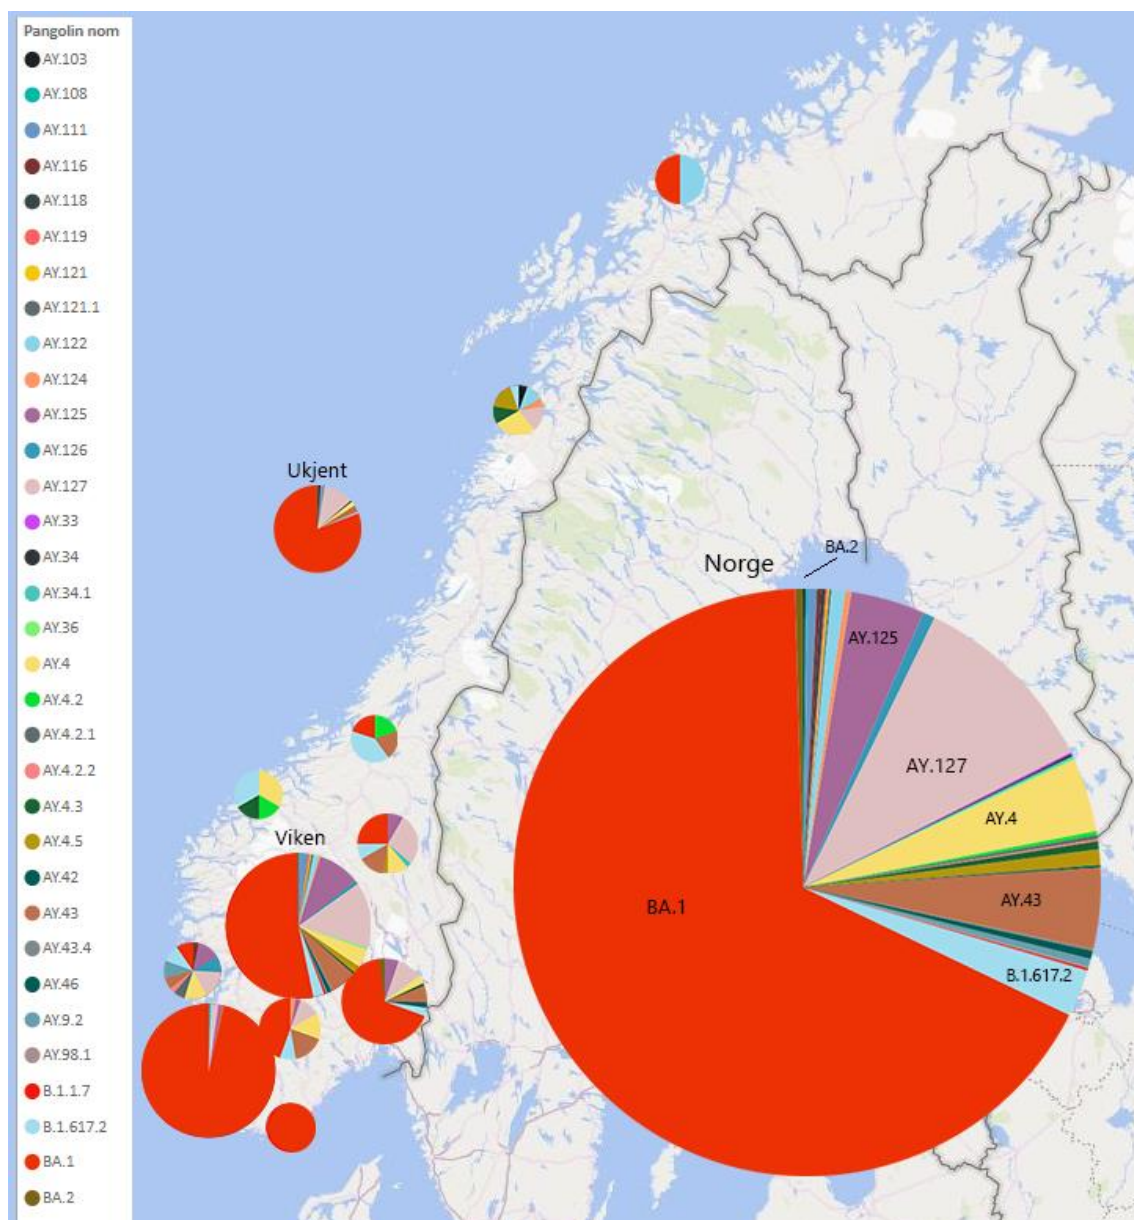 Pangolin nom
AY.103
AY.108
AY.111
AY.116
AY.118
AY.119
AY.121
AY.121.1
AY.122
AY.124
AY.125
AY.126
AY.127
AY.33
AY.34
AY.34.1
AY.36
AY.4
AY.4.2
AY.4.2.1
AY.4.2.2
AY.4.3
AY.4.5
AY.42
AY.43
AY.43.4
AY.46
AY.9.2
AY.98.1
B.1.1.7
B.1.617.2
BA.1
BA.2
Ukjent
Norge
BA.2
AY.125
AY.127
AY.4
Viken
AY.43
BA.1
B.1.617.2